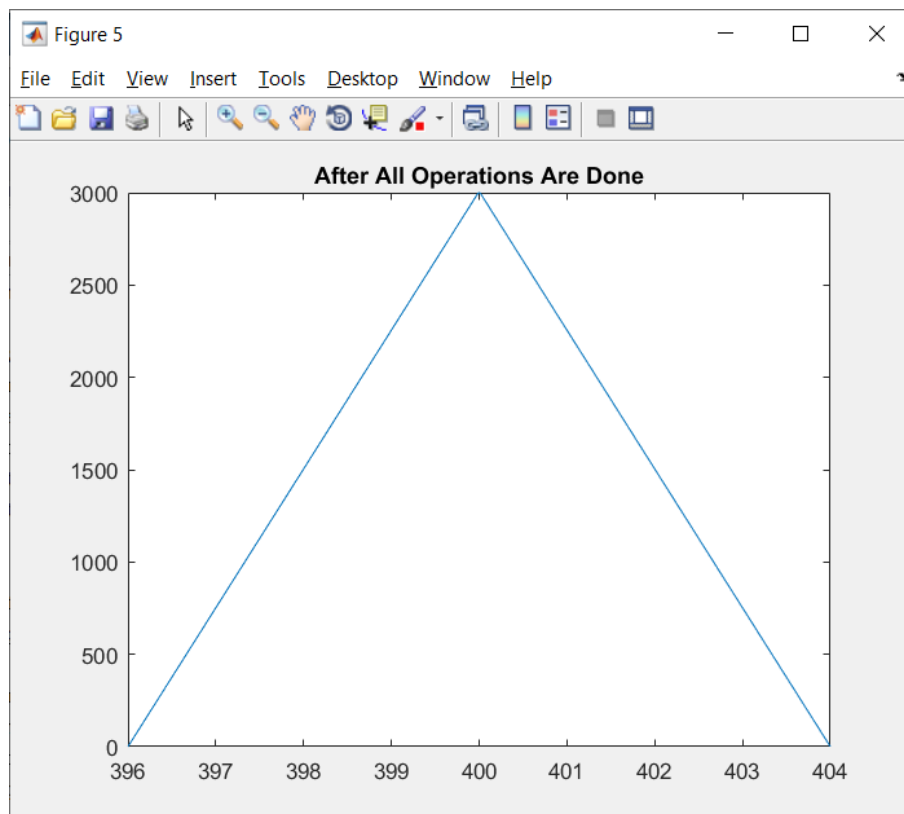 Figure 5
File Edit View Insert Tools Desktop Window Help
After All Operations Are Done
3000
2500
2000
1500
1000
500
0
396 397 398 399 400 401 402 403 404